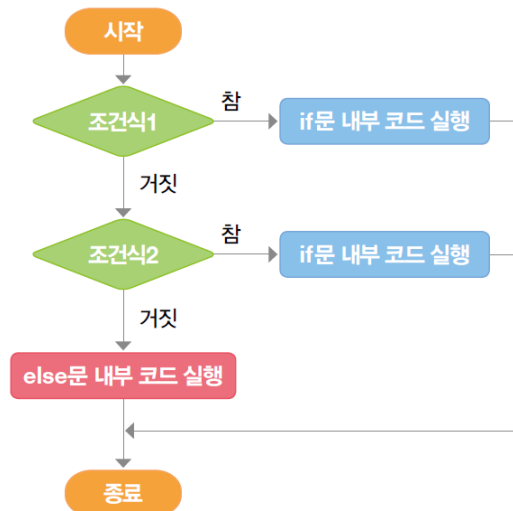 시작
조건식1
참
if문 내부 코드 실행
거짓
조건식2
참
if문 내부 코드 실행
거짓
else문 내부 코드 실행
종료